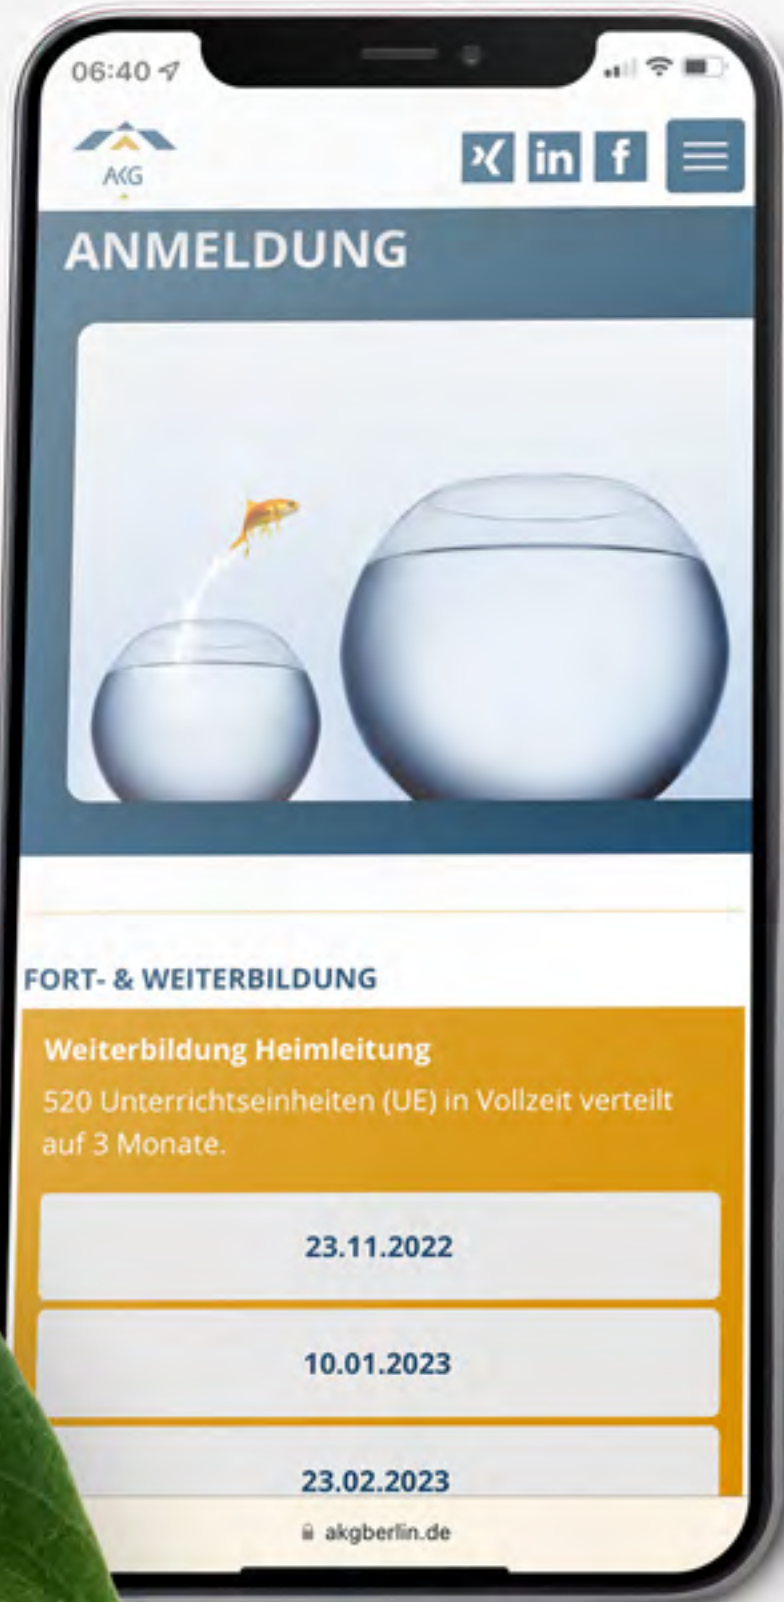 06:40
AKG
in f
ANMELDUNG
FORT- & WEITERBILDUNG
Weiterbildung Heimleitung
520 Unterrichtseinheiten (UE) in Vollzeit verteilt
auf 3 Monate.
23.11.2022
10.01.2023
23.02.2023
akgberlin.de